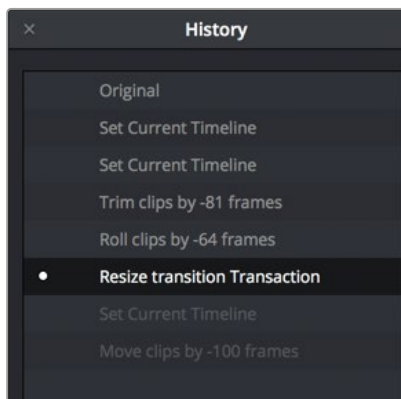 History
Original
Set Current Timeline
Set Current Timeline
Trim clips by -81 frames
Roll clips by -64 frames
Resize transition Transaction
Set Current Timeline
Move clips by -100 frames